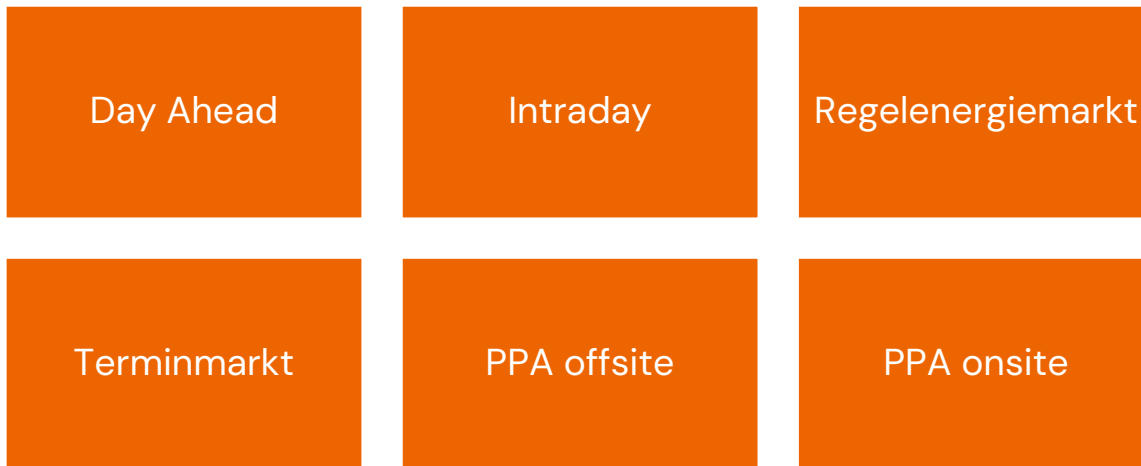 Day Ahead
Intraday
Regelenergiemarkt
Terminmarkt
PPA offsite
PPA onsite